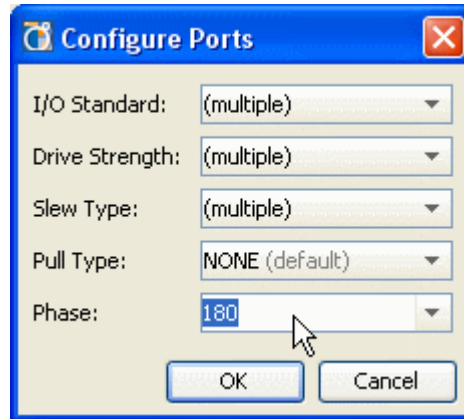 Configure Ports
I/O Standard: (multiple)
Drive Strength: (multiple)
Slew Type: (multiple)
Pull Type: NONE (default)
Phase: 180
OK Cancel